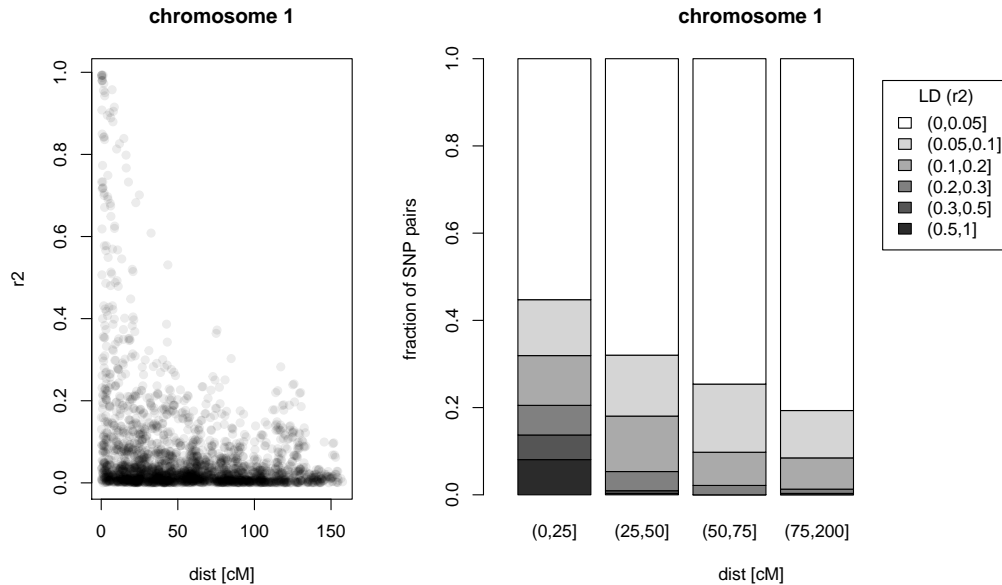 chromosome 1
r2
1.0
0.8
0.6
0.4
0.2
0.0
0 50 100 150
dist [cM]
chromosome 1
fraction of SNP pairs
1.0
0.8
0.6
0.4
0.2
0.0
(0,25] (25,50] (50,75] (75,200]
dist [cM]
LD (r2)
(0,0.05]
(0.05,0.1]
(0.1,0.2]
(0.2,0.3]
(0.3,0.5]
(0.5,1]